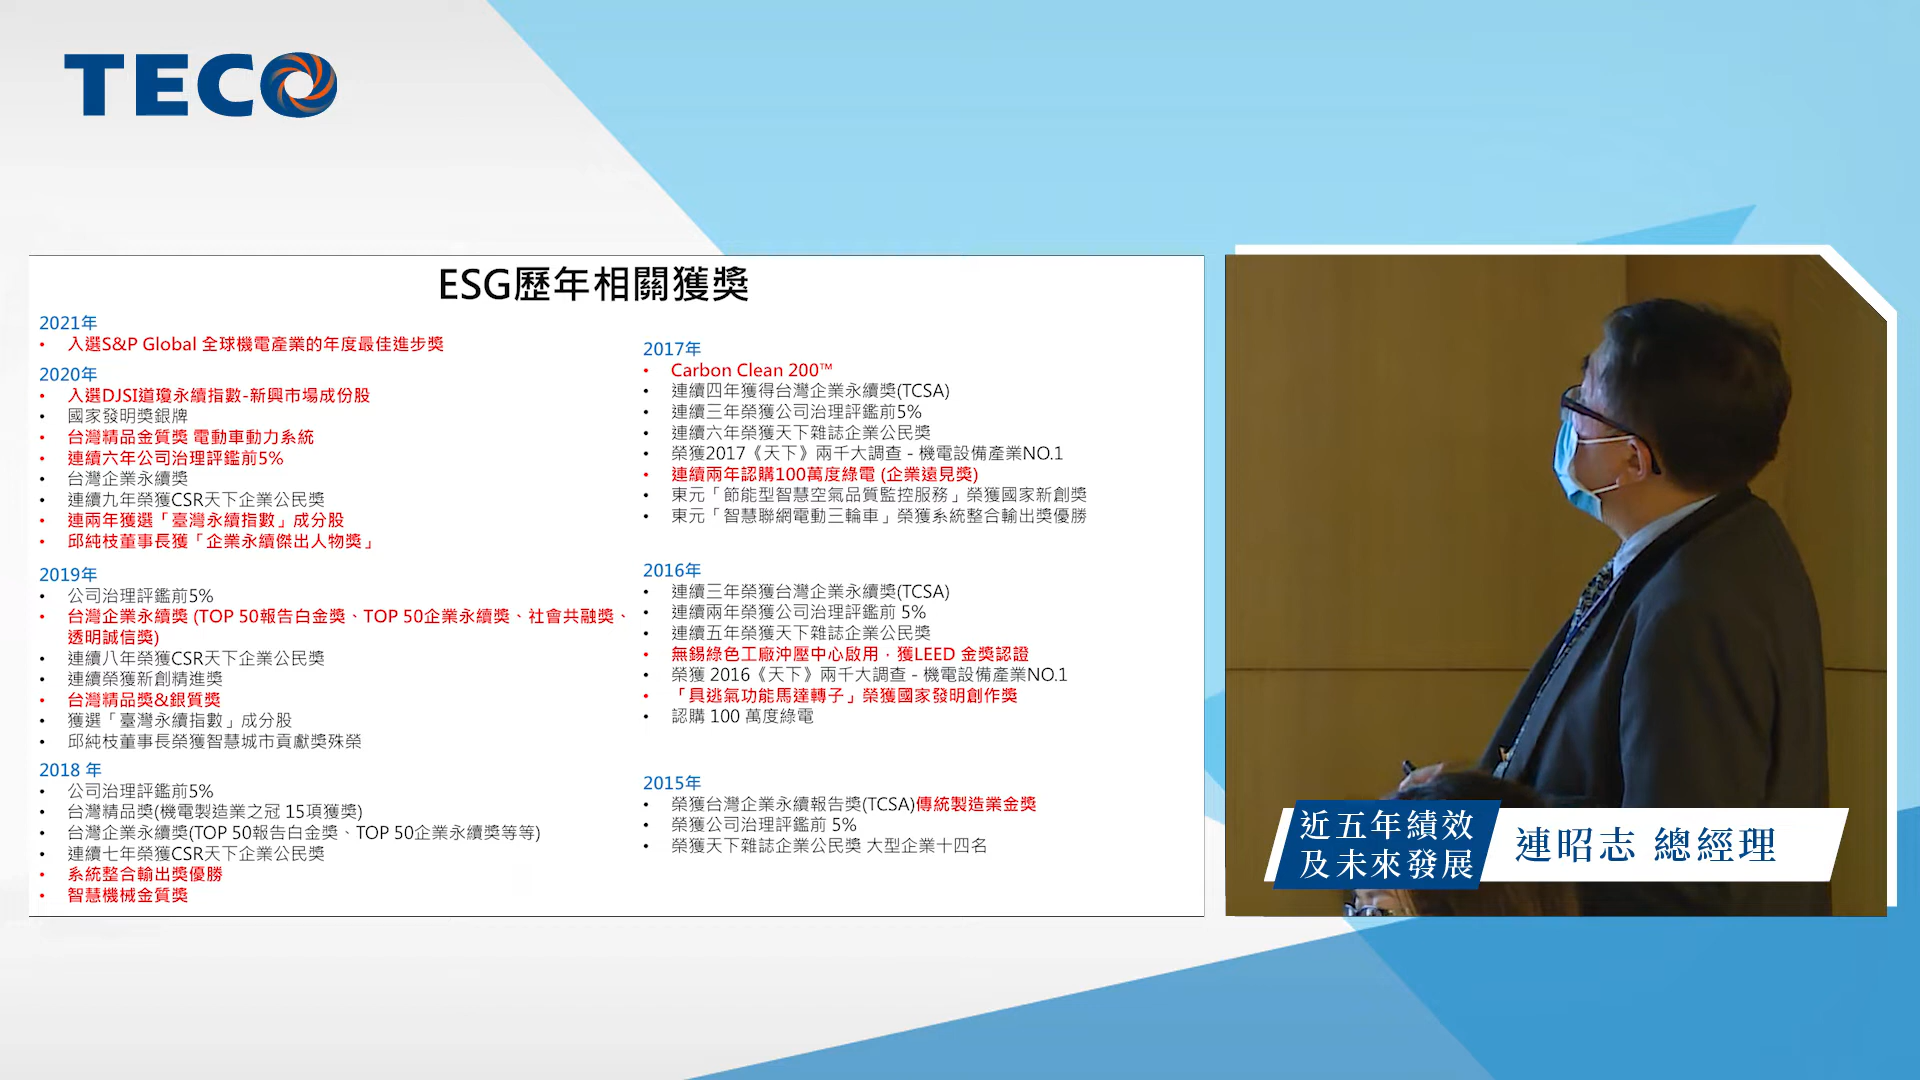 TECO
ESG歷年相關獲獎
2021年
• 入選S&P Global 全球機電產業的年度最佳進步獎
2020年
• 入選DJSI道瓊永續指數-新興市場成份股
• 國家發明獎銀牌
• 台灣精品金質獎 電動車動力系統
• 連續六年公司治理評鑑前5%
• 台灣企業永續獎
• 連續九年榮獲CSR天下企業公民獎
• 連兩年獲選「臺灣永續指數」成分股
• 邱純枝董事長獲「企業永續傑出人物獎」
2019年
• 公司治理評鑑前5%
• 台灣企業永續獎 (TOP 50報告白金獎、TOP 50企業永續獎、社會共融獎、
透明誠信獎)
• 連續八年榮獲CSR天下企業公民獎
• 連續榮獲新創精進獎
• 台灣精品獎&銀質獎
• 獲選「臺灣永續指數」成分股
• 邱純枝董事長榮獲智慧城市貢獻獎殊榮
2018 年
• 公司治理評鑑前5%
• 台灣精品獎(機電製造業之冠 15項獲獎)
• 台灣企業永續獎(TOP 50報告白金獎、TOP 50企業永續獎等等)
• 連續七年榮獲CSR天下企業公民獎
• 系統整合輸出獎優勝
• 智慧機械金質獎
2017年
• Carbon Clean 200™
• 連續四年獲得台灣企業永續獎(TCSA)
• 連續三年榮獲公司治理評鑑前5%
• 連續六年榮獲天下雜誌企業公民獎
• 榮獲2017《天下》兩千大調查 - 機電設備產業NO.1
• 連續兩年認購100萬度綠電 (企業遠見獎)
• 東元「節能型智慧空氣品質監控服務」榮獲國家新創獎
• 東元「智慧聯網電動三輪車」榮獲系統整合輸出獎優勝
2016年
• 連續三年榮獲台灣企業永續獎(TCSA)
• 連續兩年榮獲公司治理評鑑前 5%
• 連續五年榮獲天下雜誌企業公民獎
• 無錫綠色工廠沖壓中心啟用，獲LEED 金獎認證
• 榮獲 2016《天下》兩千大調查 - 機電設備產業NO.1
• 「具逃氣功能馬達轉子」榮獲國家發明創作獎
• 認購 100 萬度綠電
2015年
• 榮獲台灣企業永續報告獎(TCSA)傳統製造業金獎
• 榮獲公司治理評鑑前 5%
• 榮獲天下雜誌企業公民獎 大型企業十四名
近五年績效
及未來發展
連昭志 總經理